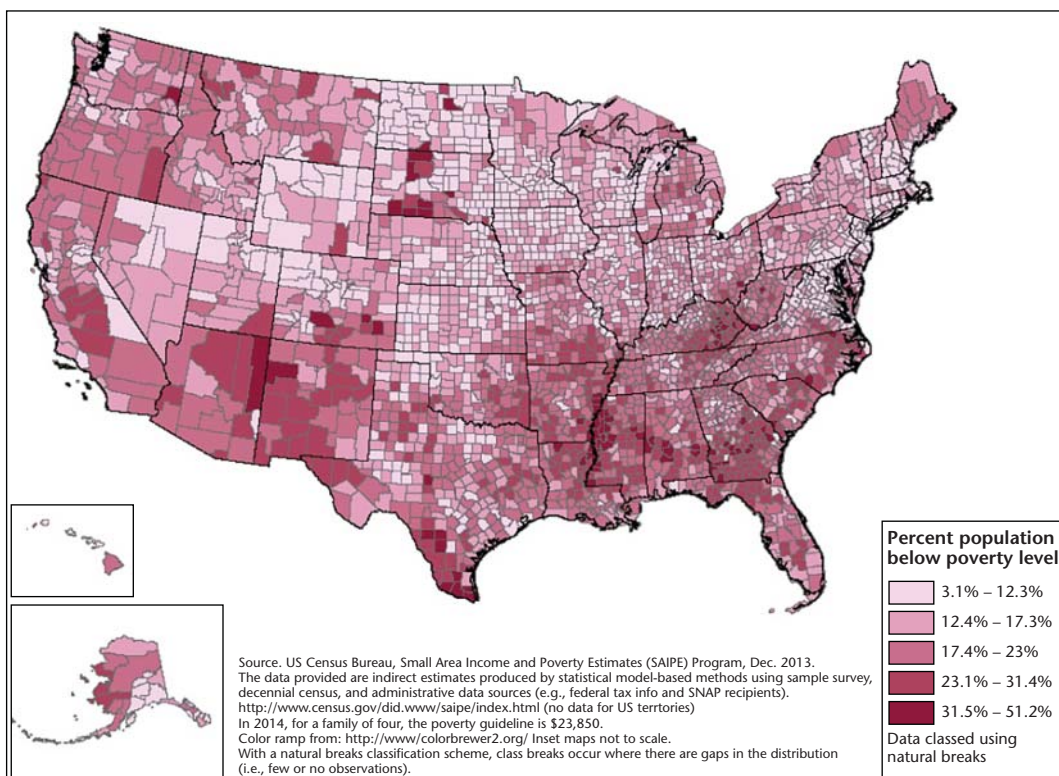 Percent population
below poverty level
3.1% – 12.3%
12.4% – 17.3%
17.4% – 23%
23.1% – 31.4%
31.5% – 51.2%
Data classed using
natural breaks
Source. US Census Bureau, Small Area Income and Poverty Estimates (SAIPE) Program, Dec. 2013.
The data provided are indirect estimates produced by statistical model-based methods using sample survey,
decennial census, and administrative data sources (e.g., federal tax info and SNAP recipients).
http://www.census.gov/did.www/saipe/index.html (no data for US terntories)
In 2014, for a family of four, the poverty guideline is $23,850.
Color ramp from: http://www/colorbrewer2.org/ Inset maps not to scale.
With a natural breaks classification scheme, class breaks occur where there are gaps in the distribution
(i.e., few or no observations).